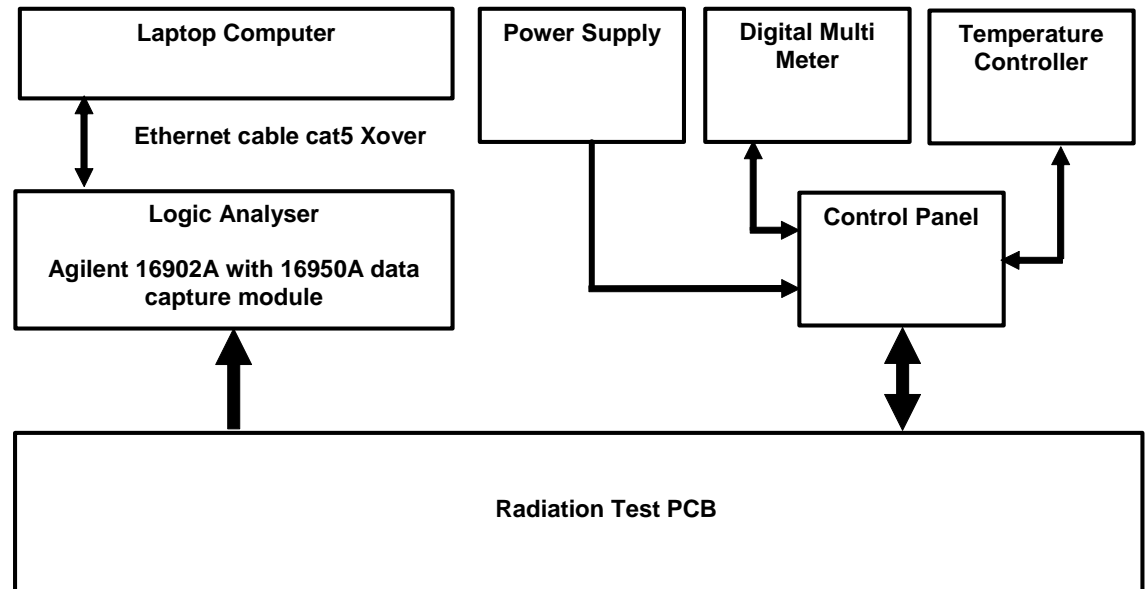 Laptop Computer
Power Supply
Digital Multi
Meter
Temperature
Controller
Ethernet cable cat5 Xover
Logic Analyser
Agilent 16902A with 16950A data
capture module
Control Panel
Radiation Test PCB